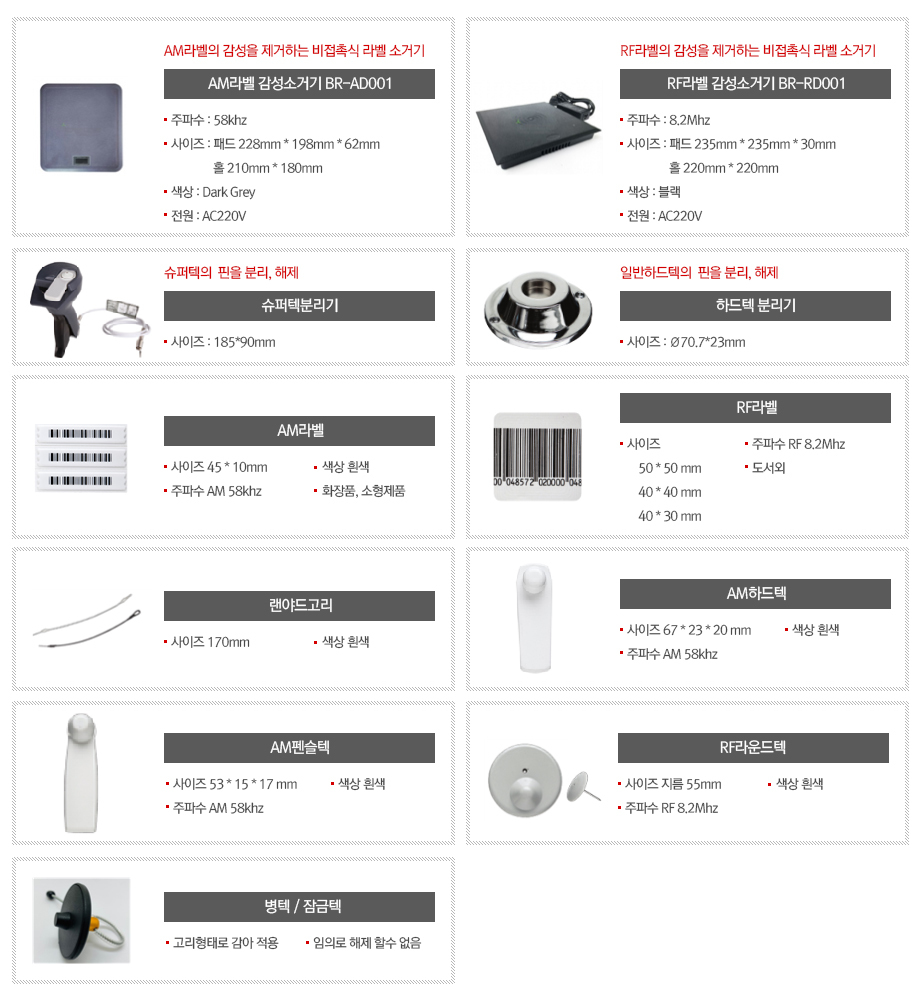 AM라벨의 감성을 제거하는 비접촉식 라벨 소거기
AM라벨 감성소거기 BR-AD001
주파수 : 58khz
사이즈 : 패드 228mm * 198mm * 62mm
홀 210mm * 180mm
색상 : Dark Grey
전원 : AC220V
RF라벨의 감성을 제거하는 비접촉식 라벨 소거기
RF라벨 감성소거기 BR-RD001
주파수 : 8.2Mhz
사이즈 : 패드 235mm * 235mm * 30mm
홀 220mm * 220mm
색상 : 블랙
전원 : AC220V
슈퍼텍의 핀을 분리, 해제
슈퍼텍분리기
사이즈 : 185*90mm
일반하드텍의 핀을 분리, 해제
하드텍 분리기
사이즈 : Ø70.7*23mm
AM라벨
사이즈 45 * 10mm 색상 흰색
주파수 AM 58khz 화장품, 소형제품
RF라벨
사이즈 주파수 RF 8.2Mhz
50 * 50 mm 도서외
40 * 40 mm
40 * 30 mm
00 048572 020000 048
랜야드고리
사이즈 170mm 색상 흰색
AM하드텍
사이즈 67 * 23 * 20 mm 색상 흰색
주파수 AM 58khz
AM펜슬텍
사이즈 53 * 15 * 17 mm 색상 흰색
주파수 AM 58khz
RF라운드텍
사이즈 지름 55mm 색상 흰색
주파수 RF 8.2Mhz
병텍 / 잠금텍
고리형태로 감아 적용 임의로 해제 할수 없음